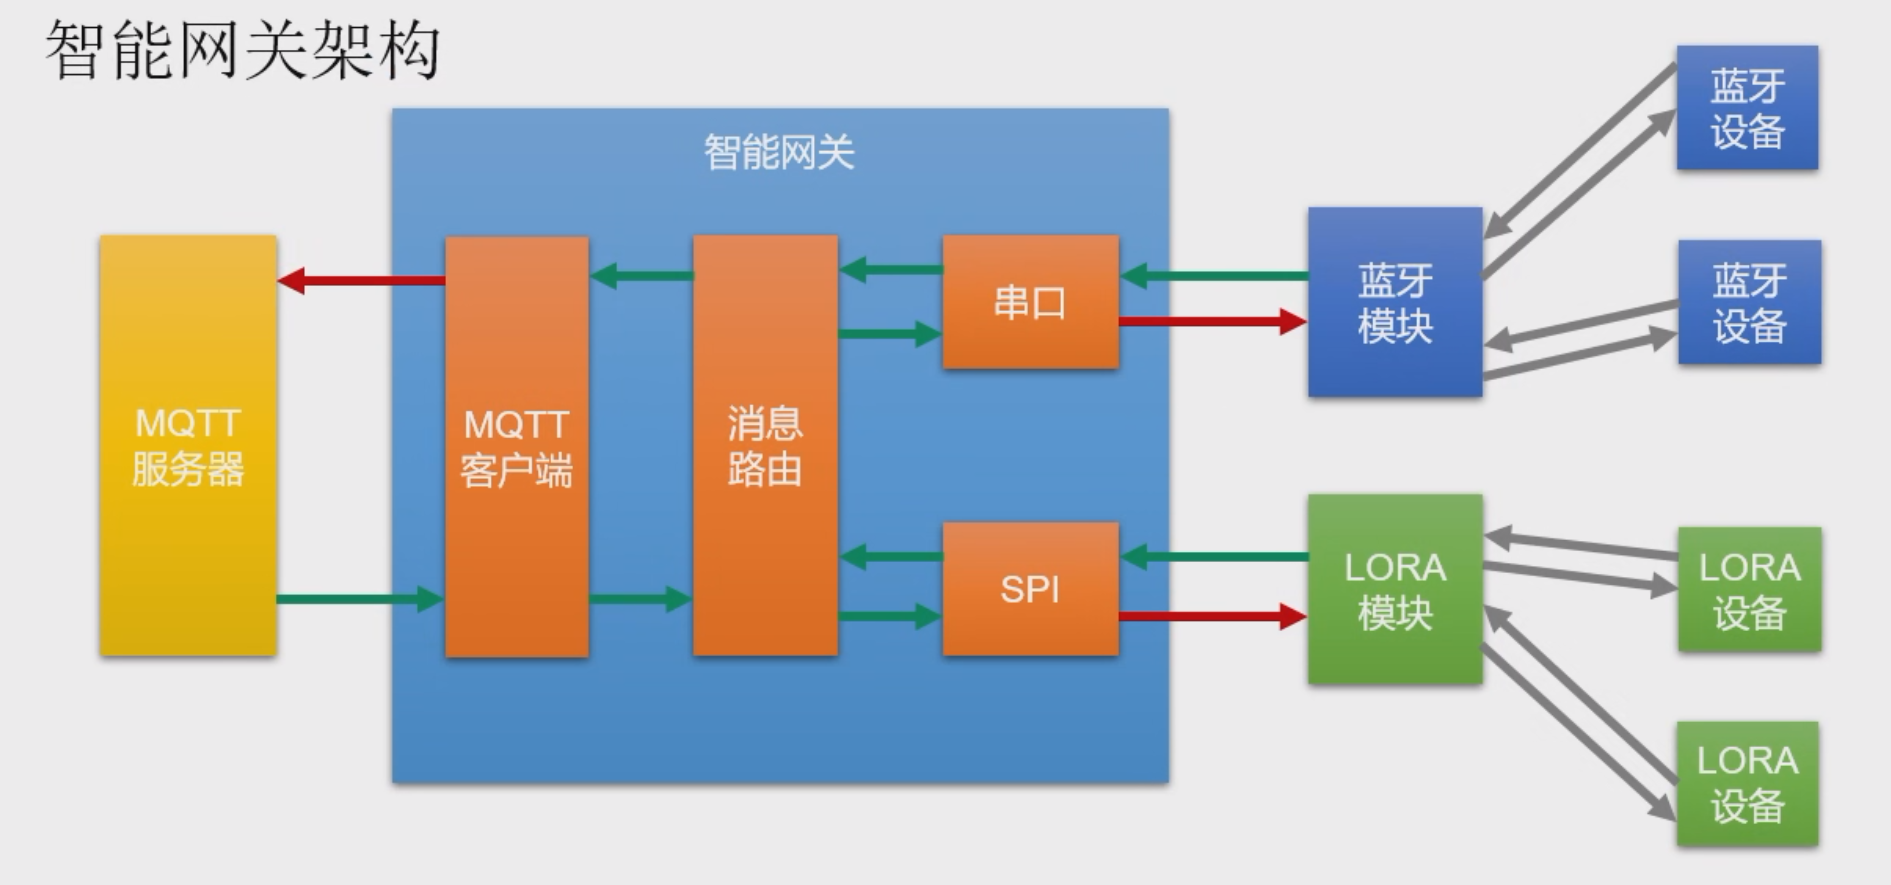 智能网关架构
智能网关
MQTT
服务器
MQTT
客户端
消息
路由
串口
SPI
蓝牙
模块
LORA
模块
蓝牙
设备
蓝牙
设备
LORA
设备
LORA
设备